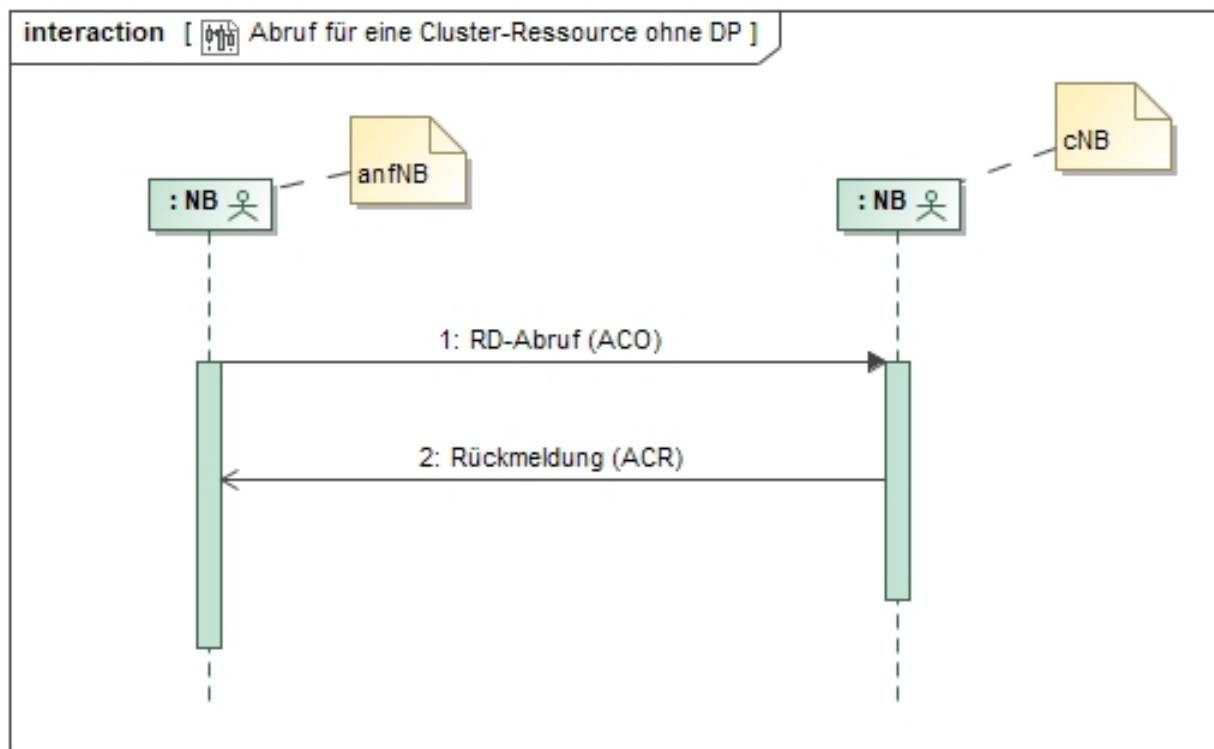 interaction [ Abruf für eine Cluster-Ressource ohne DP ]
cNB
anfNB
: NB
: NB
1: RD-Abruf (ACO)
2: Rückmeldung (ACR)